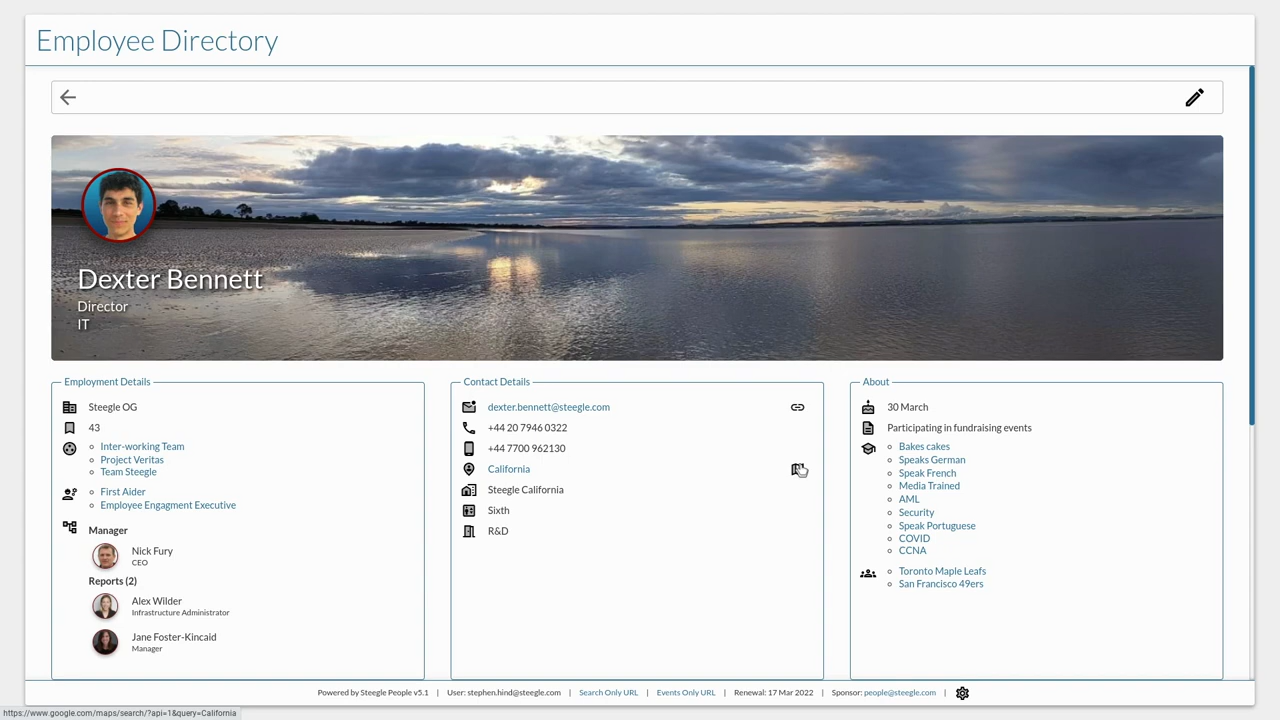 Employee Directory
Dexter Bennett
Director
IT
Employment Details
Steegle OG
43
Inter-working Team
Project Veritas
Team Steegle
First Aider
Employee Engagment Executive
Manager
Nick Fury
CEO
Reports (2)
Alex Wilder
Infrastructure Administrator
Jane Foster-Kincaid
Manager
Contact Details
dexter.bennett@steegle.com
+44 20 7946 0322
+44 7700 962130
California
Steegle California
Sixth
R&D
About
30 March
Participating in fundraising events
Bakes cakes
Speaks German
Speak French
Media Trained
AML
Security
Speak Portuguese
COVID
CCNA
Toronto Maple Leafs
San Francisco 49ers
Powered by Steegle People v5.1 | User: stephen.hind@steegle.com | Search Only URL | Events Only URL | Renewal: 17 Mar 2022 | Sponsor: people@steegle.com |
https://www.google.com/maps/search/?api=1&query=California